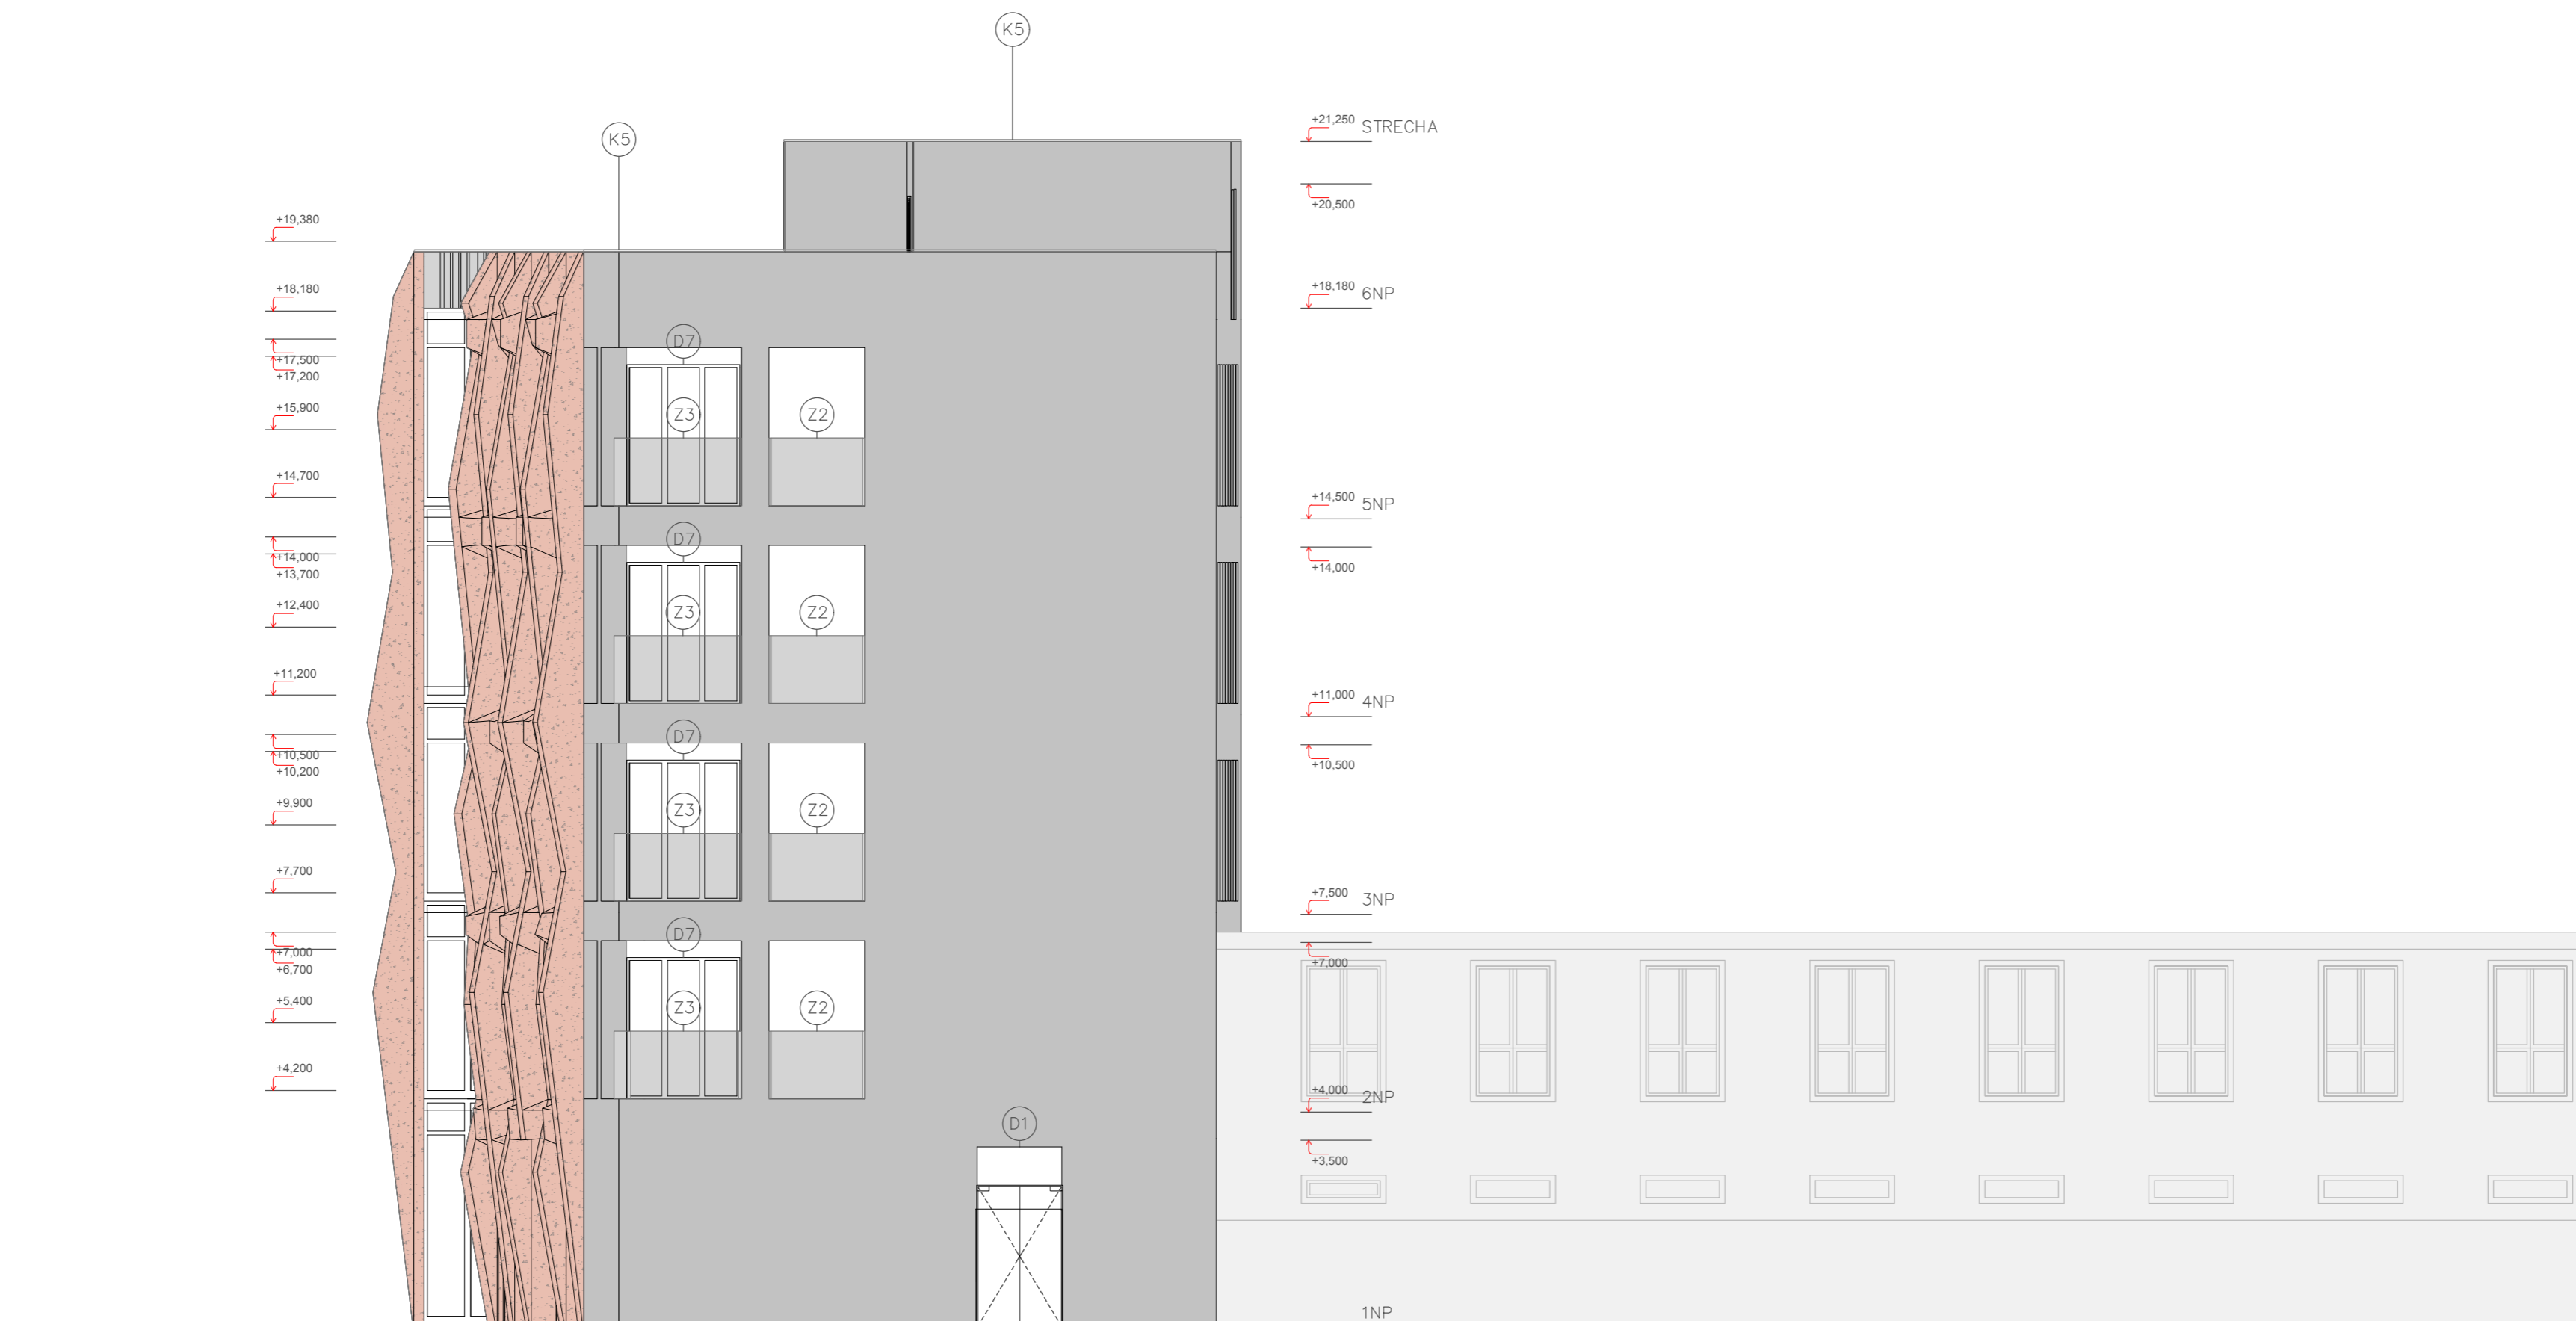 K5
K5
+21,250 STRECHA
+20,500
+19,380
+18,180
+18,180 6NP
D7
+17,500
+17,200
+15,900
Z3
Z2
+14,700
+14,500 5NP
D7
+14,000
+13,700
+14,000
+12,400
Z3
Z2
+11,200
+11,000 4NP
D7
+10,500
+10,200
+10,500
+9,900
Z3
Z2
+7,700
+7,500 3NP
D7
+7,000
+6,700
+7,000
+5,400
Z3
Z2
+4,200
+4,000 2NP
D1
+3,500
1NP